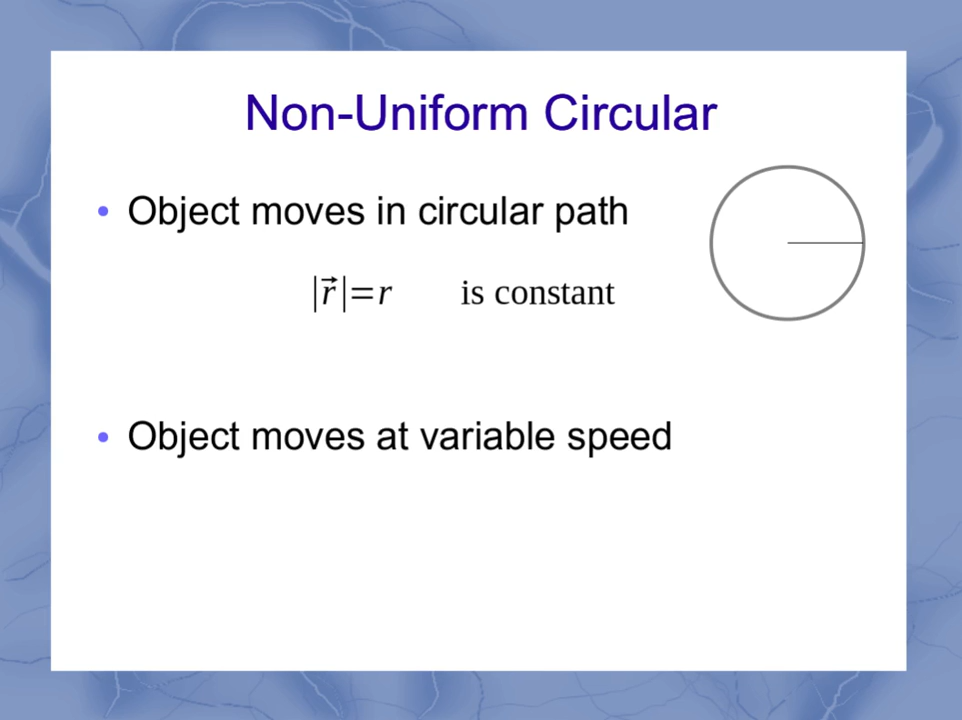 Non-Uniform Circular
• Object moves in circular path
|r⃗|=r is constant
• Object moves at variable speed